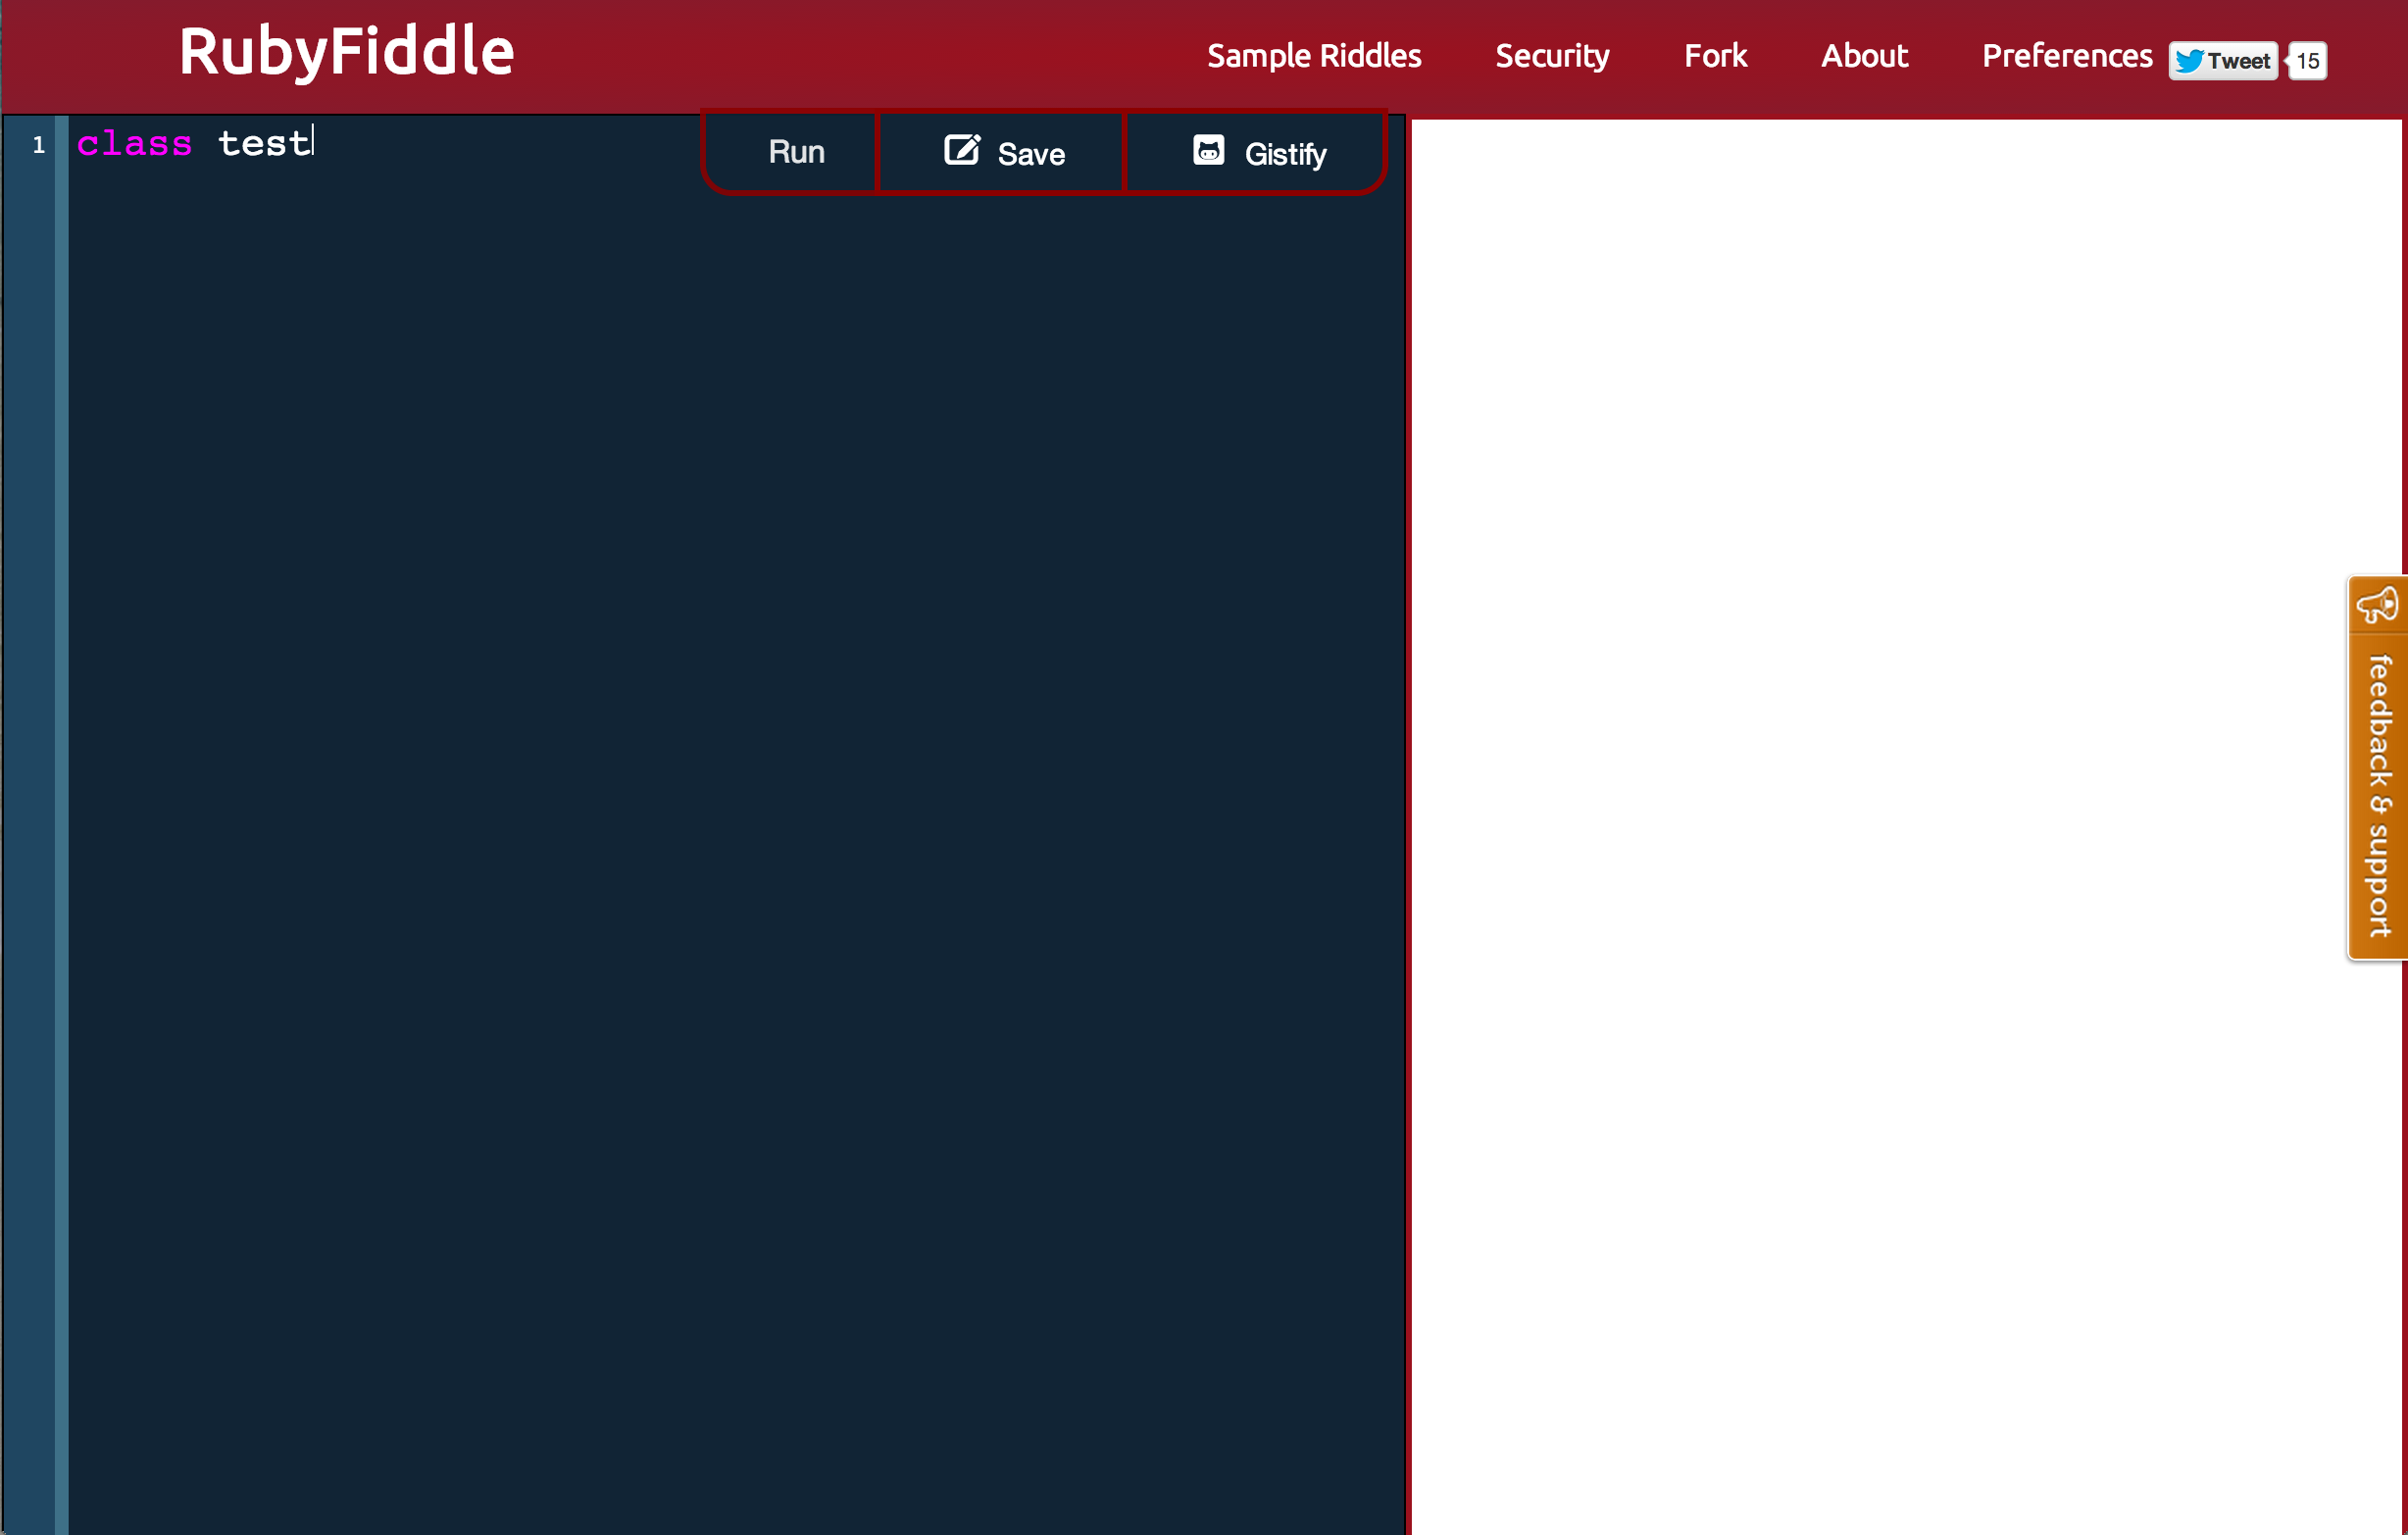 RubyFiddle
Sample Riddles Security Fork About Preferences Tweet 15
1 class test
Run Save Gistify
feedback & support